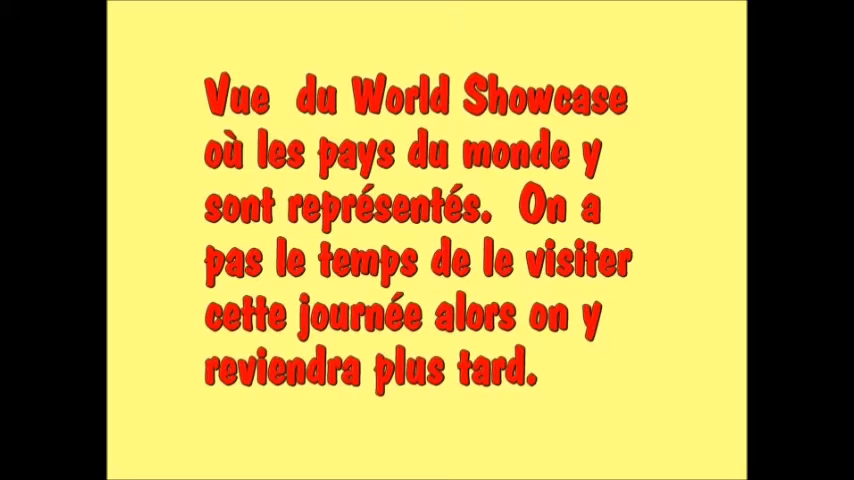 Vue  du World Showcase
où les pays du monde y
sont représentés.  On a
pas le temps de le visiter
cette journée alors on y
reviendra plus tard.